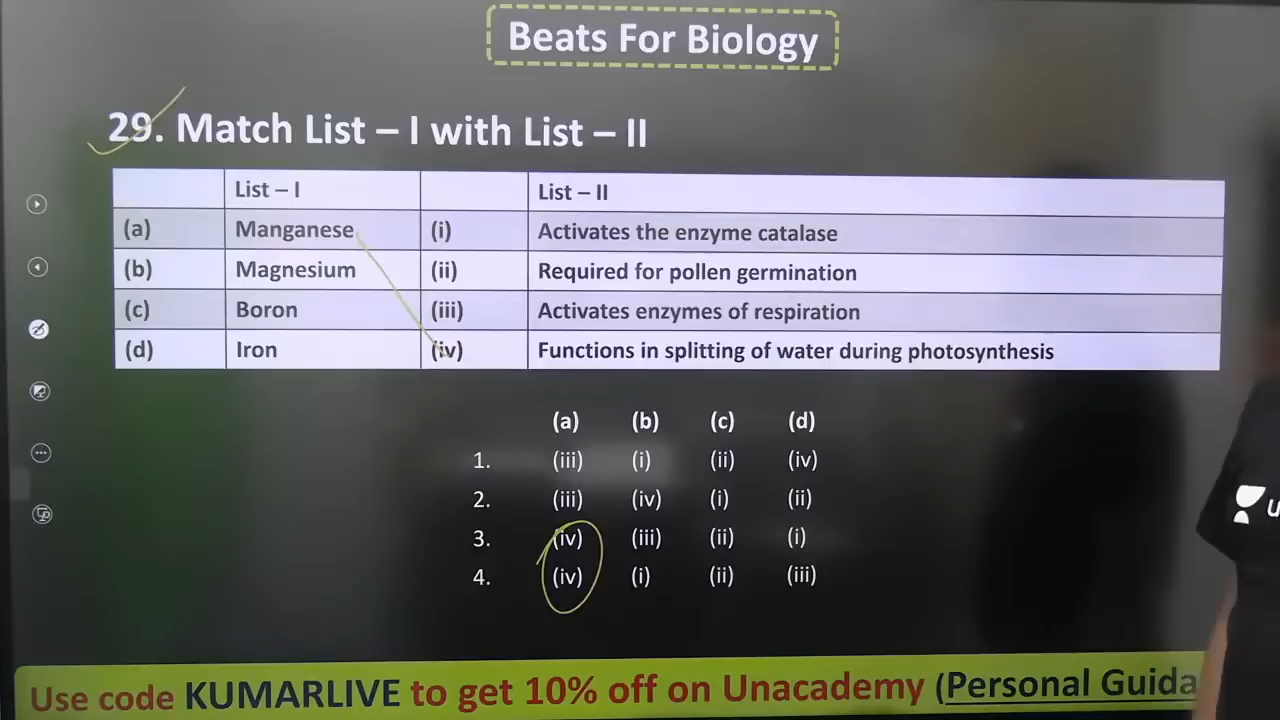 Beats For Biology
29. Match List – I with List – II
List – I List – II
(a) Manganese (i) Activates the enzyme catalase
(b) Magnesium (ii) Required for pollen germination
(c) Boron (iii) Activates enzymes of respiration
(d) Iron (iv) Functions in splitting of water during photosynthesis
(a) (b) (c) (d)
1. (iii) (i) (ii) (iv)
2. (iii) (iv) (i) (ii)
3. (iv) (iii) (ii) (i)
4. (iv) (i) (ii) (iii)
Use code KUMARLIVE to get 10% off on Unacademy (Personal Guida